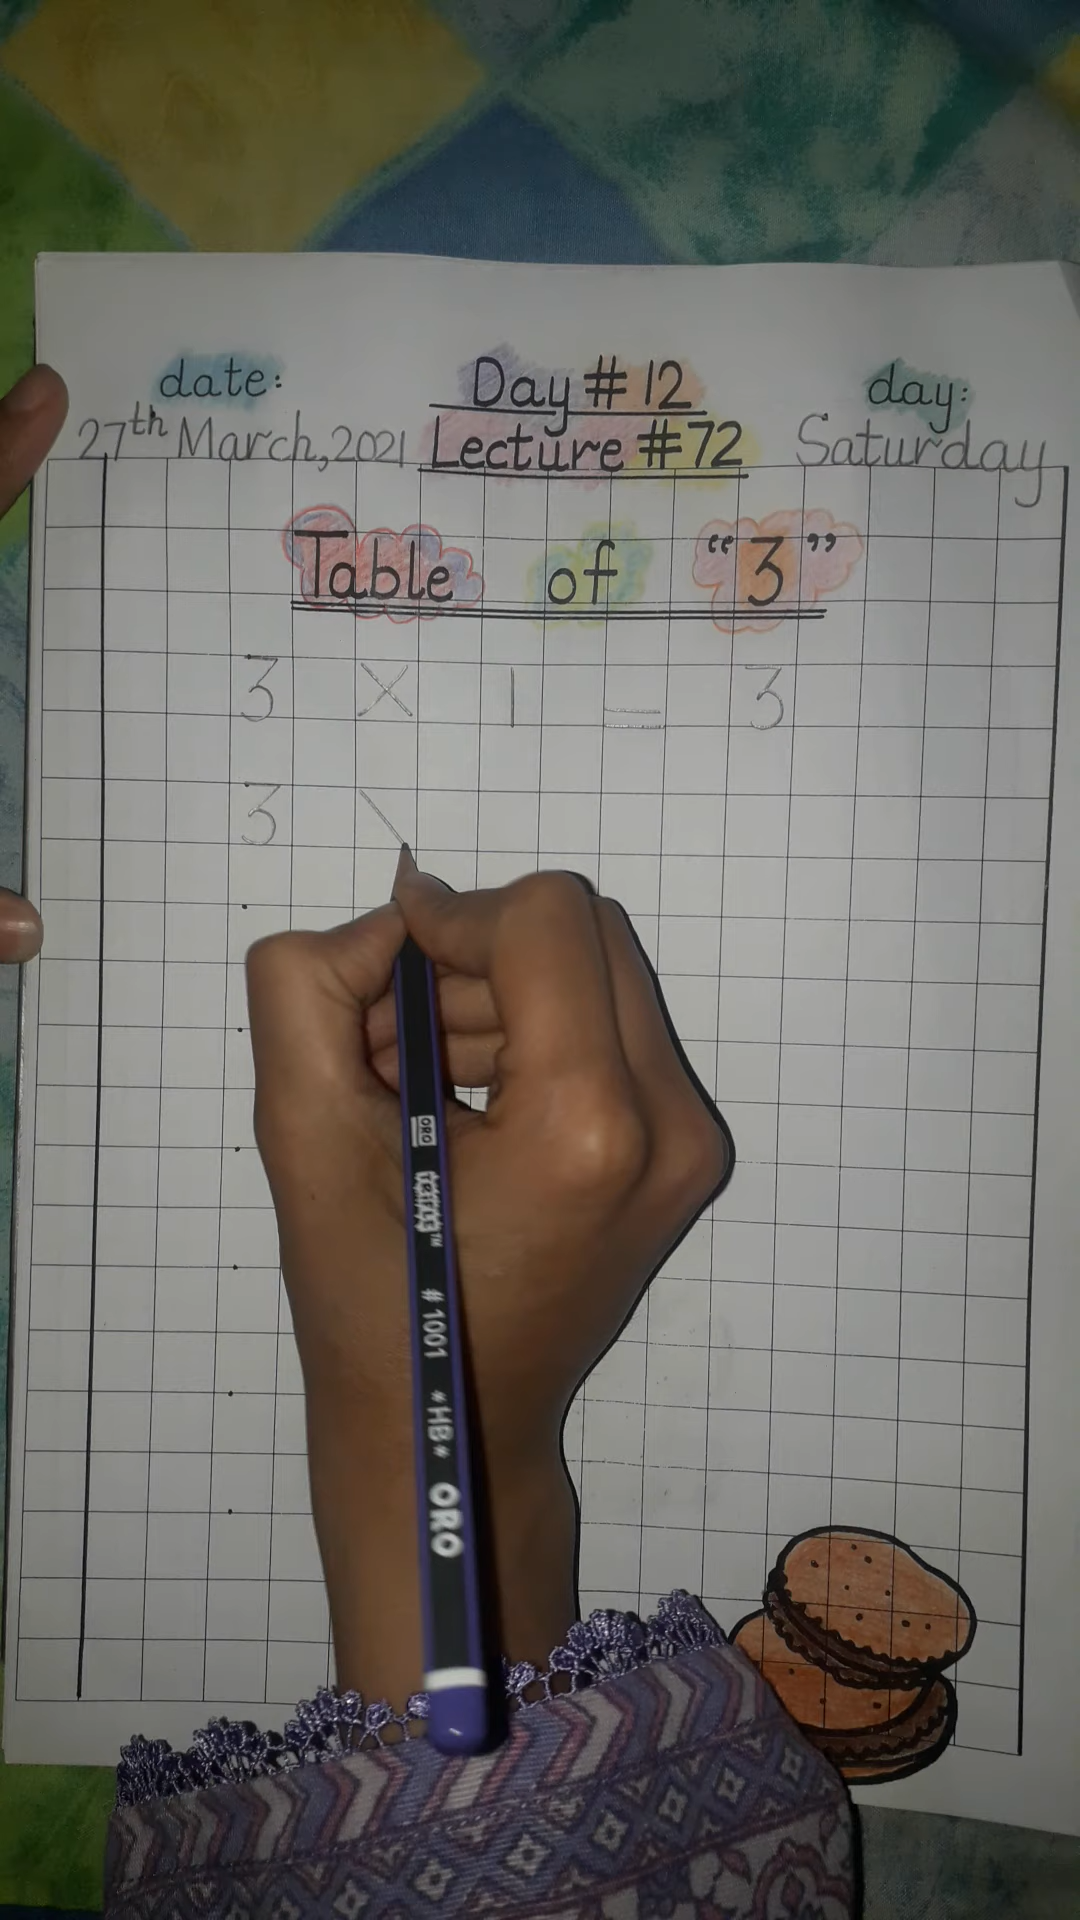 date: Day # 12 day:
27th March, 2021 Lecture # 72 Saturday
Table of “3”
3 × 1 = 3
3 \
ORO TM # 1001 *HB* ORO